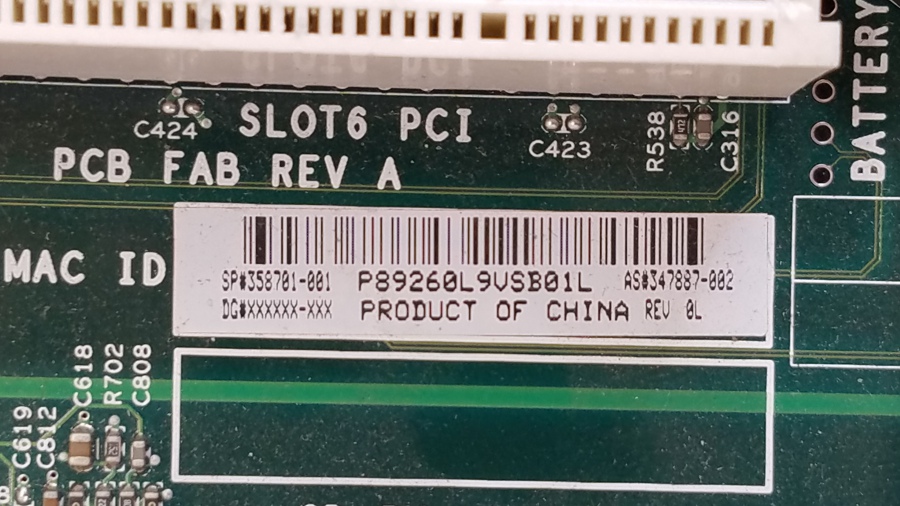 BATTERY
C424
SLOT6 PCI
C423
R538
C316
PCB FAB REV A
MAC ID
SP#358701-001 P89260L9VSB01L AS#347887-002
DG#XXXXXX-XXX PRODUCT OF CHINA REV 0L
C618
R702
C808
C619
C812